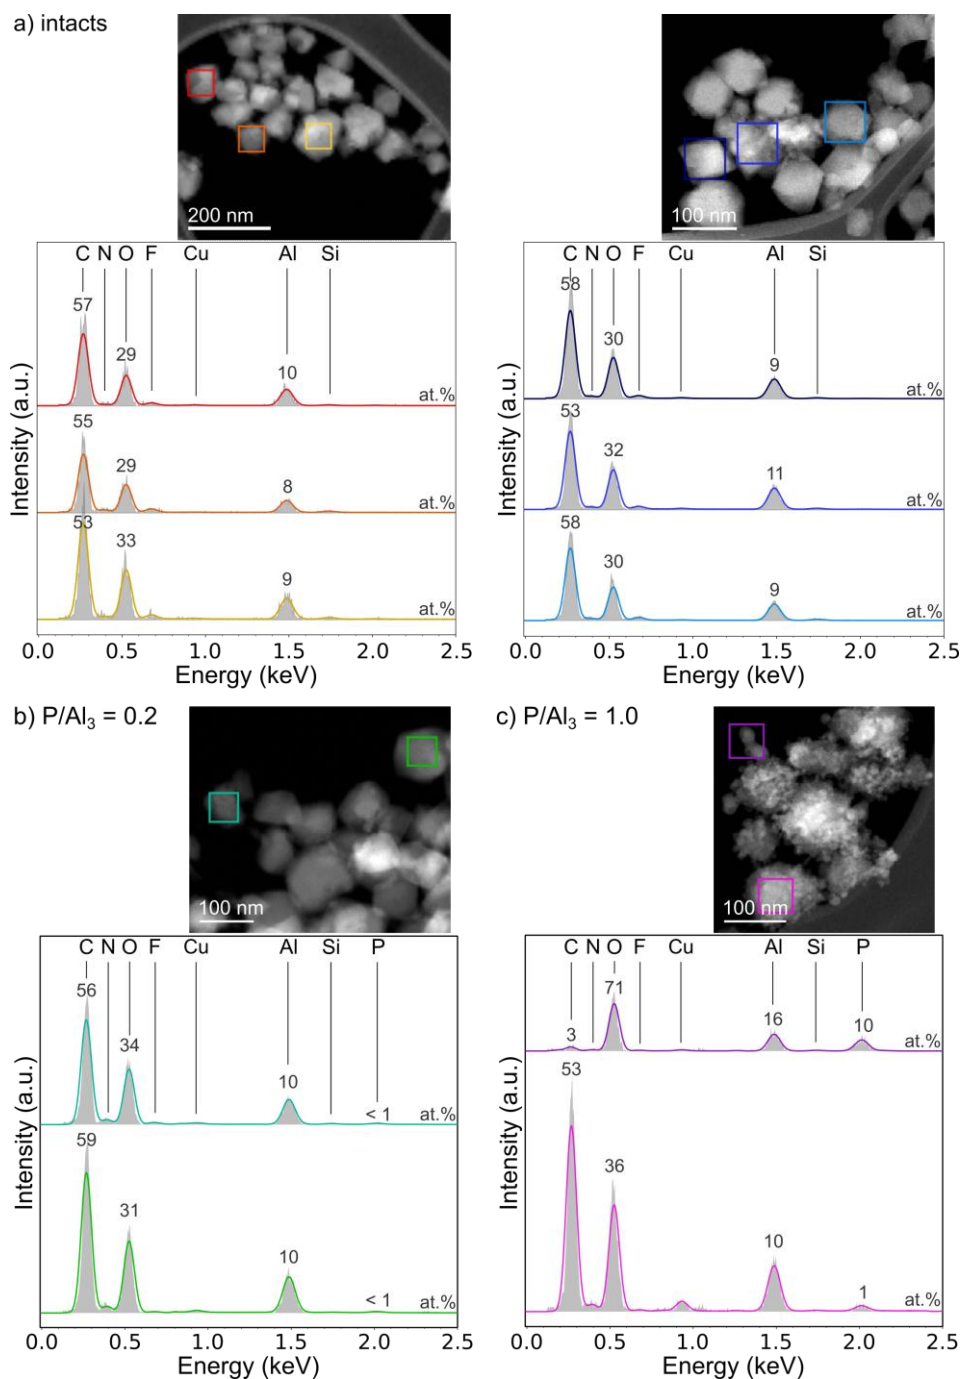 a) intacts
200 nm
100 nm
C N O F Cu Al Si
57 29 10 at.%
55 29 8 at.%
53 33 9 at.%
Intensity (a.u.)
0.0 0.5 1.0 1.5 2.0 2.5
Energy (keV)
C N O F Cu Al Si
58 30 9 at.%
53 32 11 at.%
58 30 9 at.%
Intensity (a.u.)
0.0 0.5 1.0 1.5 2.0 2.5
Energy (keV)
b) P/Al3 = 0.2
100 nm
C N O F Cu Al Si P
56 34 10 < 1 at.%
59 31 10 < 1 at.%
Intensity (a.u.)
0.0 0.5 1.0 1.5 2.0 2.5
Energy (keV)
c) P/Al3 = 1.0
100 nm
C N O F Cu Al Si P
3 71 16 10 at.%
53 36 10 1 at.%
Intensity (a.u.)
0.0 0.5 1.0 1.5 2.0 2.5
Energy (keV)